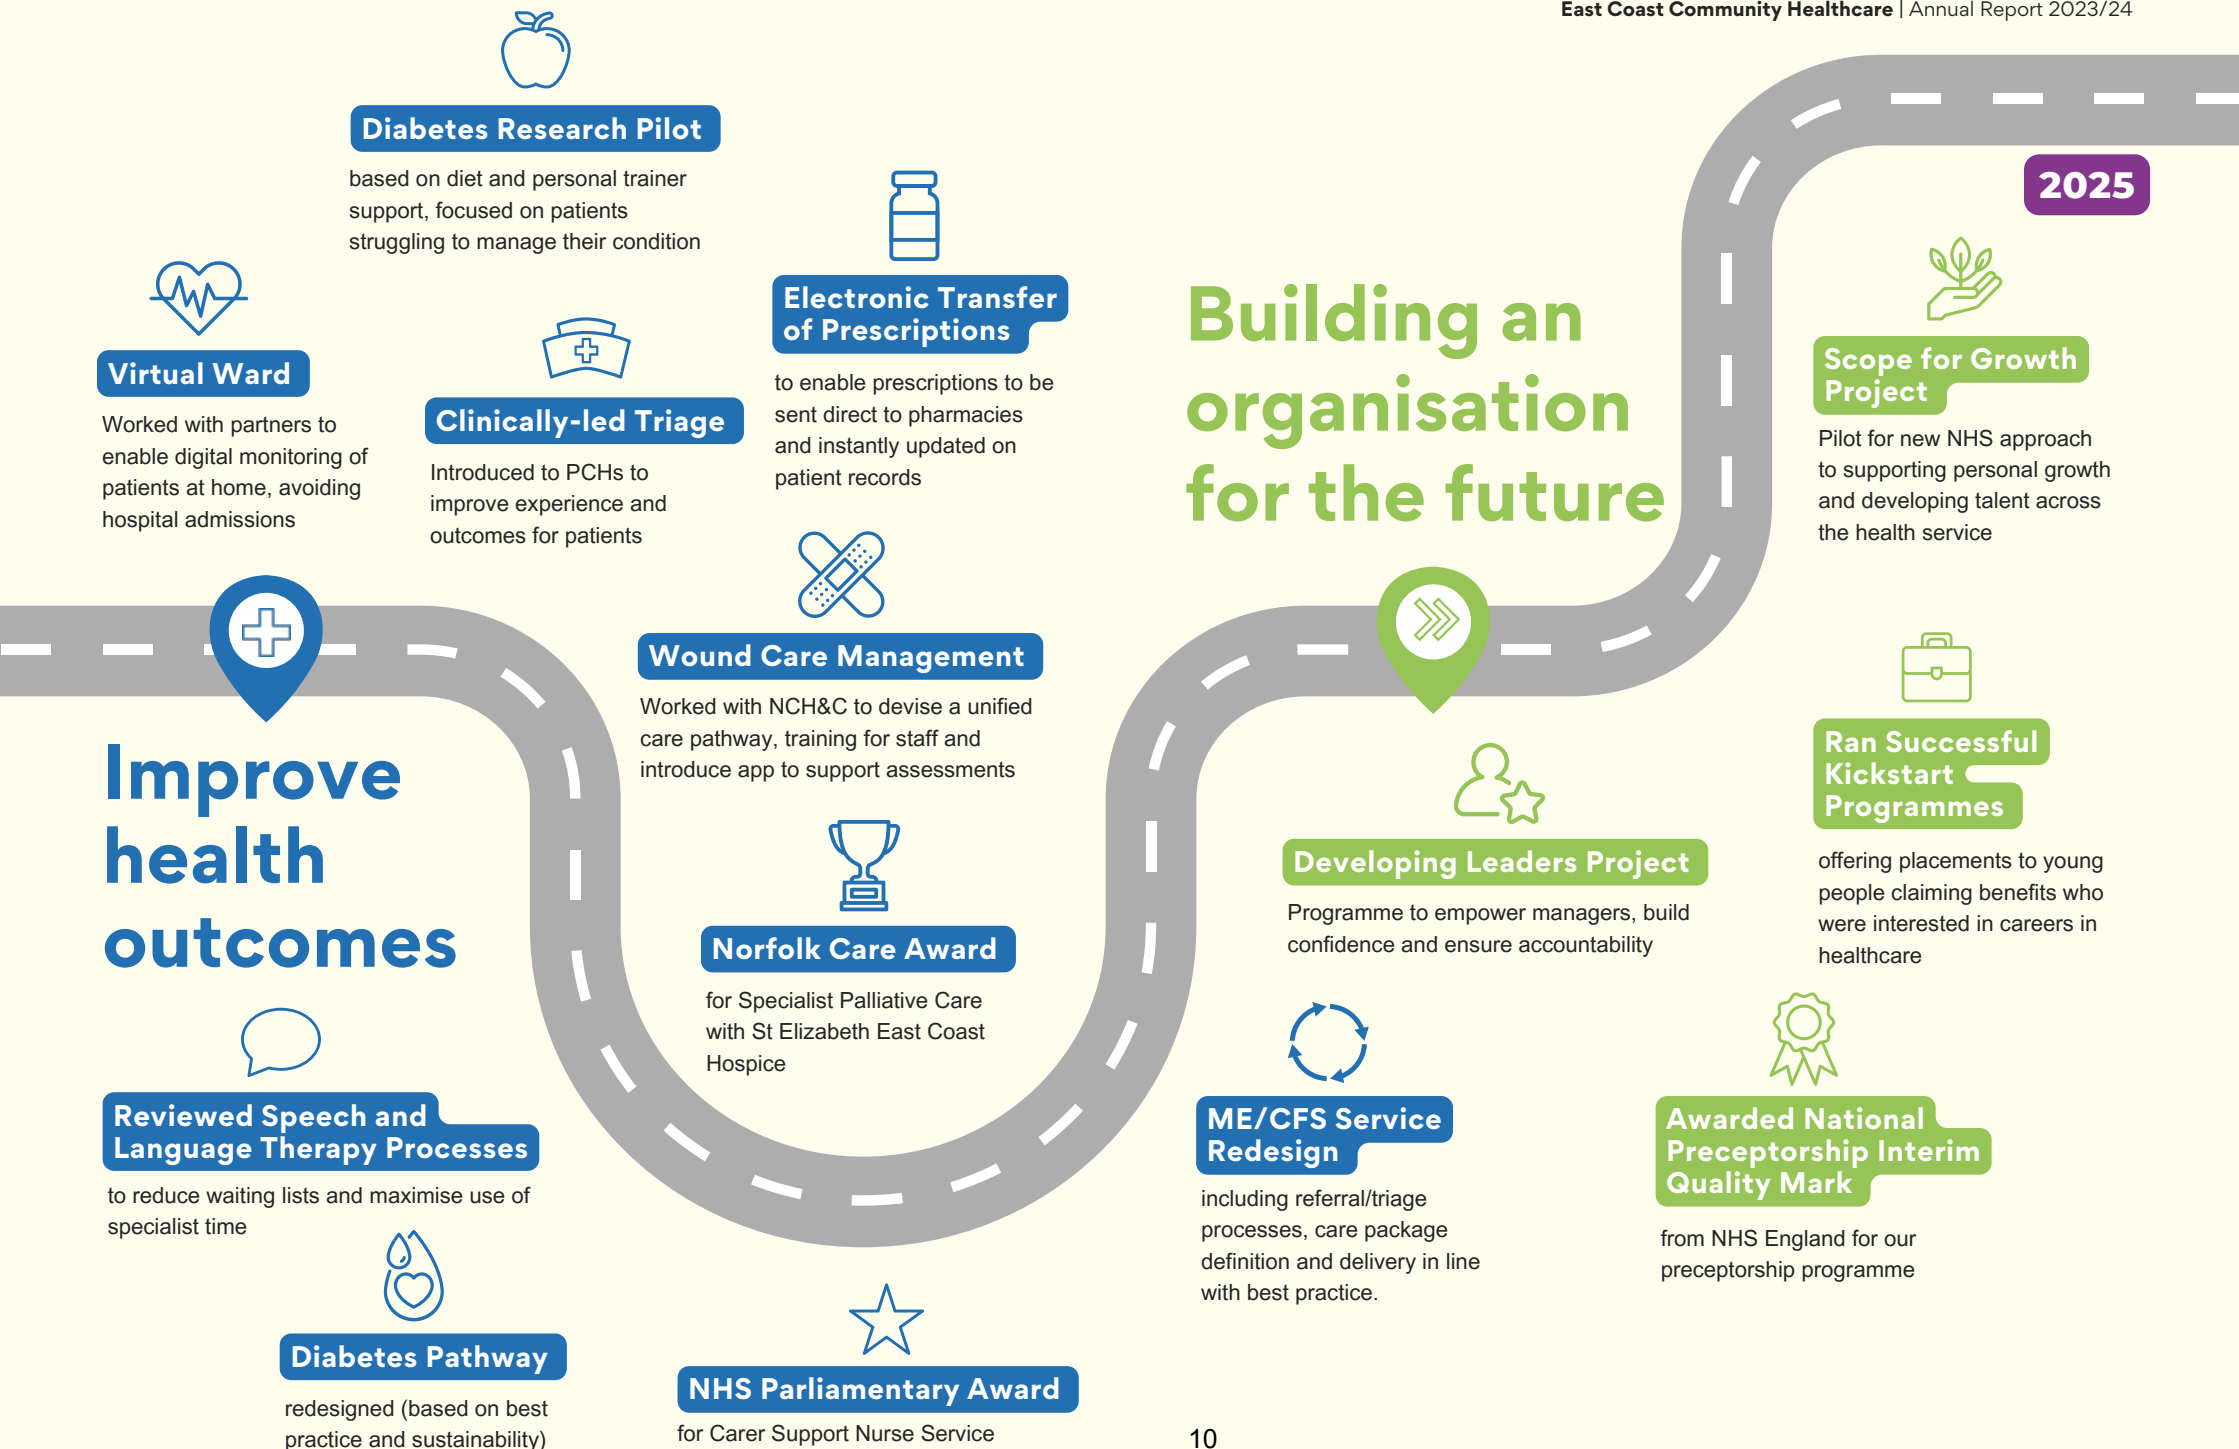 East Coast Community Healthcare | Annual Report 2023/24
Diabetes Research Pilot
based on diet and personal trainer
support, focused on patients
struggling to manage their condition
Virtual Ward
Worked with partners to
enable digital monitoring of
patients at home, avoiding
hospital admissions
Clinically-led Triage
Introduced to PCHs to
improve experience and
outcomes for patients
Electronic Transfer
of Prescriptions
to enable prescriptions to be
sent direct to pharmacies
and instantly updated on
patient records
Wound Care Management
Worked with NCH&C to devise a unified
care pathway, training for staff and
introduce app to support assessments
Norfolk Care Award
for Specialist Palliative Care
with St Elizabeth East Coast
Hospice
Improve
health
outcomes
Reviewed Speech and
Language Therapy Processes
to reduce waiting lists and maximise use of
specialist time
Diabetes Pathway
redesigned (based on best
practice and sustainability)
NHS Parliamentary Award
for Carer Support Nurse Service
Building an
organisation
for the future
2025
Scope for Growth
Project
Pilot for new NHS approach
to supporting personal growth
and developing talent across
the health service
Ran Successful
Kickstart
Programmes
offering placements to young
people claiming benefits who
were interested in careers in
healthcare
Developing Leaders Project
Programme to empower managers, build
confidence and ensure accountability
ME/CFS Service
Redesign
including referral/triage
processes, care package
definition and delivery in line
with best practice.
Awarded National
Preceptorship Interim
Quality Mark
from NHS England for our
preceptorship programme
10